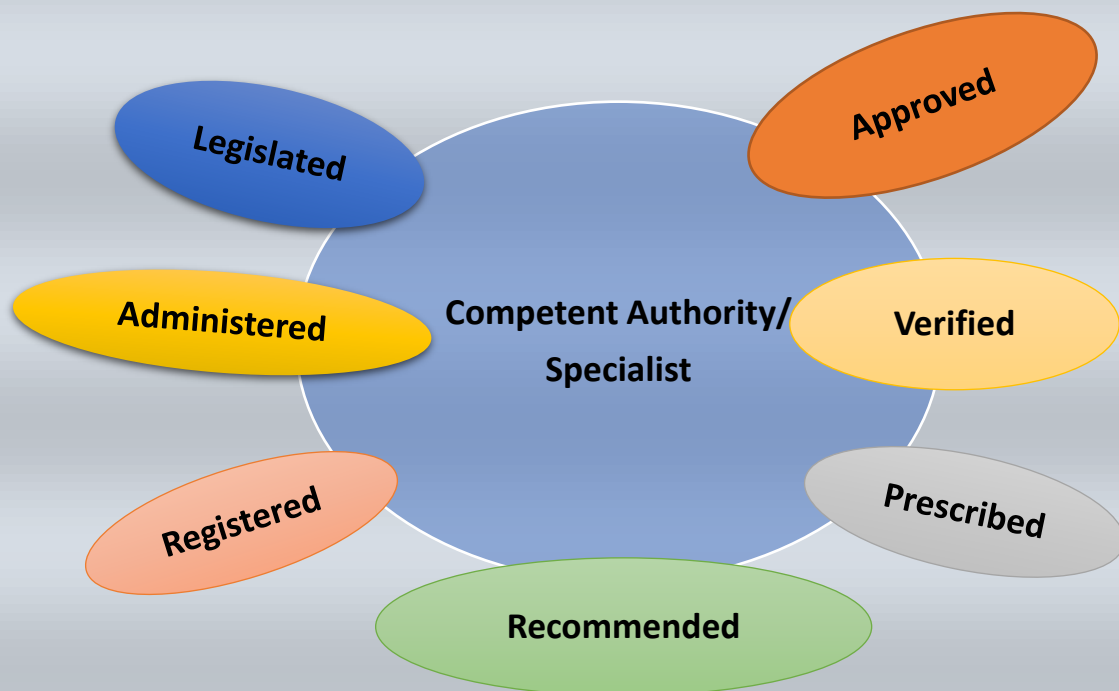 Approved
Legislated
Competent Authority/
Specialist
Administered
Verified
Registered
Prescribed
Recommended